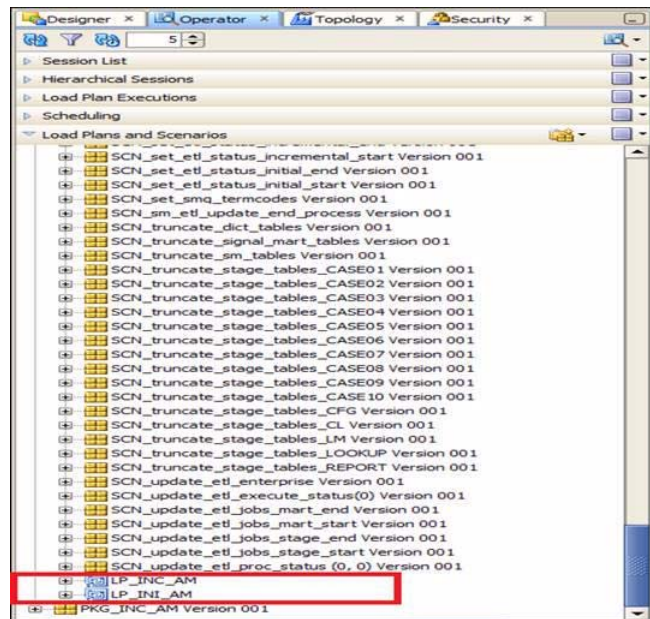 Designer Operator Topology Security
5
Session List
Hierarchical Sessions
Load Plan Executions
Scheduling
Load Plans and Scenarios
SCN_set_etl_status_incremental_start Version 001
SCN_set_etl_status_initial_end Version 001
SCN_set_etl_status_initial_start Version 001
SCN_set_smq_termcodes Version 001
SCN_sm_etl_update_end_process Version 001
SCN_truncate_dict_tables Version 001
SCN_truncate_signal_mart_tables Version 001
SCN_truncate_sm_tables Version 001
SCN_truncate_stage_tables_CASE01 Version 001
SCN_truncate_stage_tables_CASE02 Version 001
SCN_truncate_stage_tables_CASE03 Version 001
SCN_truncate_stage_tables_CASE04 Version 001
SCN_truncate_stage_tables_CASE05 Version 001
SCN_truncate_stage_tables_CASE06 Version 001
SCN_truncate_stage_tables_CASE07 Version 001
SCN_truncate_stage_tables_CASE08 Version 001
SCN_truncate_stage_tables_CASE09 Version 001
SCN_truncate_stage_tables_CASE10 Version 001
SCN_truncate_stage_tables_CFG Version 001
SCN_truncate_stage_tables_CL Version 001
SCN_truncate_stage_tables_LM Version 001
SCN_truncate_stage_tables_LOOKUP Version 001
SCN_truncate_stage_tables_REPORT Version 001
SCN_update_etl_enterprise Version 001
SCN_update_etl_execute_status(0) Version 001
SCN_update_etl_jobs_mart_end Version 001
SCN_update_etl_jobs_mart_start Version 001
SCN_update_etl_jobs_stage_end Version 001
SCN_update_etl_jobs_stage_start Version 001
SCN_update_etl_proc_status (0, 0) Version 001
LP_INC_AM
LP_INI_AM
PKG_INC_AM Version 001